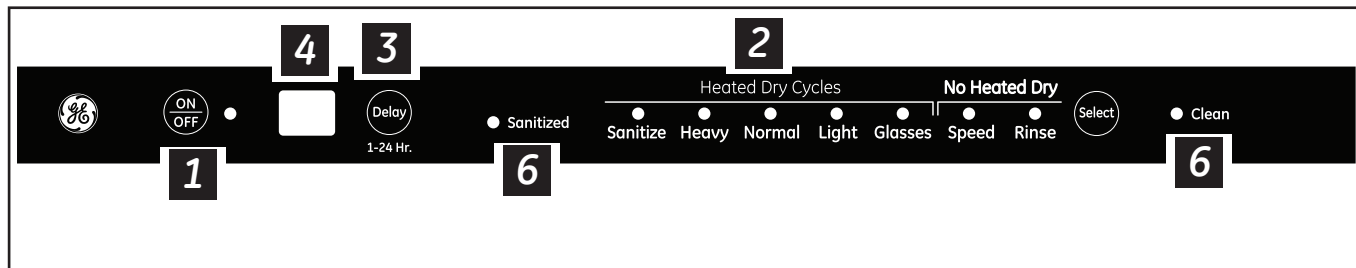 4
3
2
GE
ON
OFF
Delay
1-24 Hr.
Sanitized
Heated Dry Cycles
No Heated Dry
Sanitize Heavy Normal Light Glasses Speed Rinse
Select
Clean
1
6
6